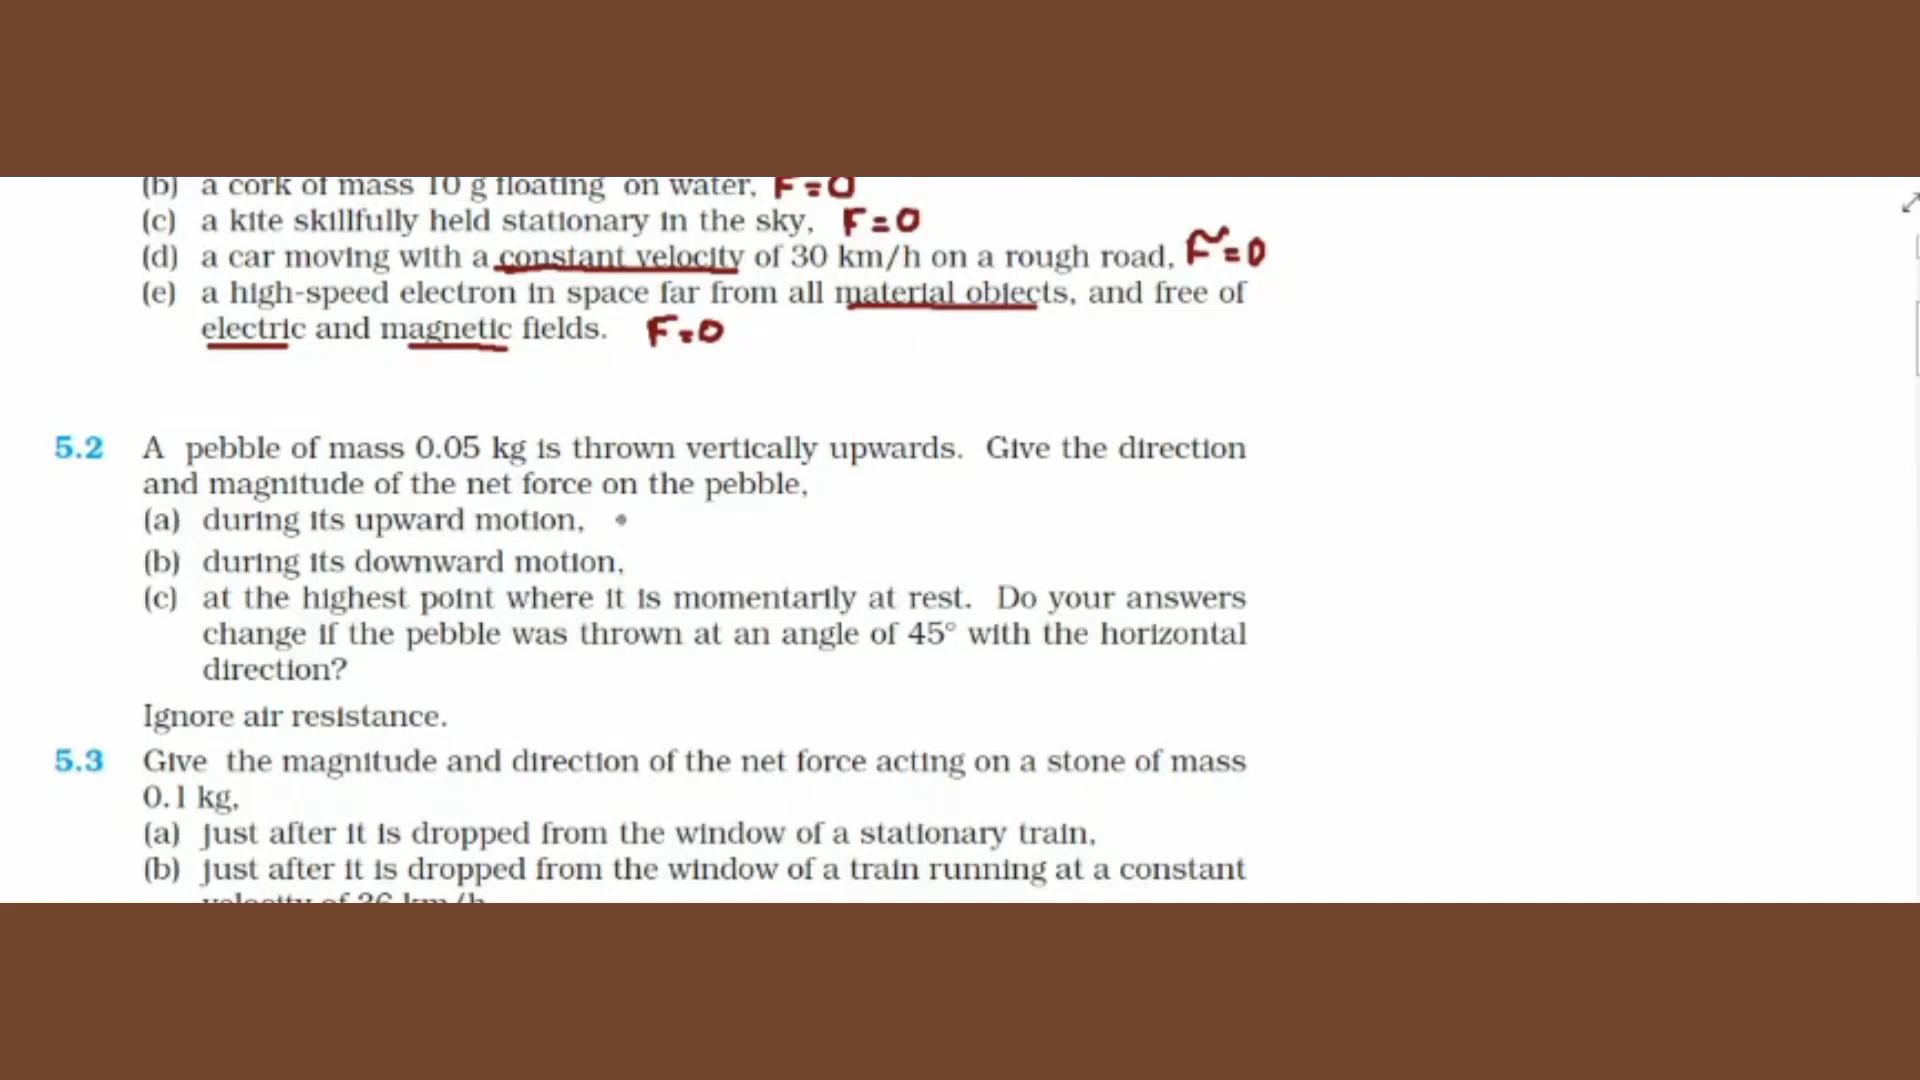 (b) a cork of mass 10 g floating on water, F=0
(c) a kite skillfully held stationary in the sky, F=0
(d) a car moving with a constant velocity of 30 km/h on a rough road, F=0
(e) a high-speed electron in space far from all material objects, and free of
electric and magnetic fields. F=0
5.2 A pebble of mass 0.05 kg is thrown vertically upwards. Give the direction
and magnitude of the net force on the pebble,
(a) during its upward motion,
(b) during its downward motion,
(c) at the highest point where it is momentarily at rest. Do your answers
change if the pebble was thrown at an angle of 45° with the horizontal
direction?
Ignore air resistance.
5.3 Give the magnitude and direction of the net force acting on a stone of mass
0.1 kg,
(a) just after it is dropped from the window of a stationary train,
(b) just after it is dropped from the window of a train running at a constant
velocity of 36 km/h